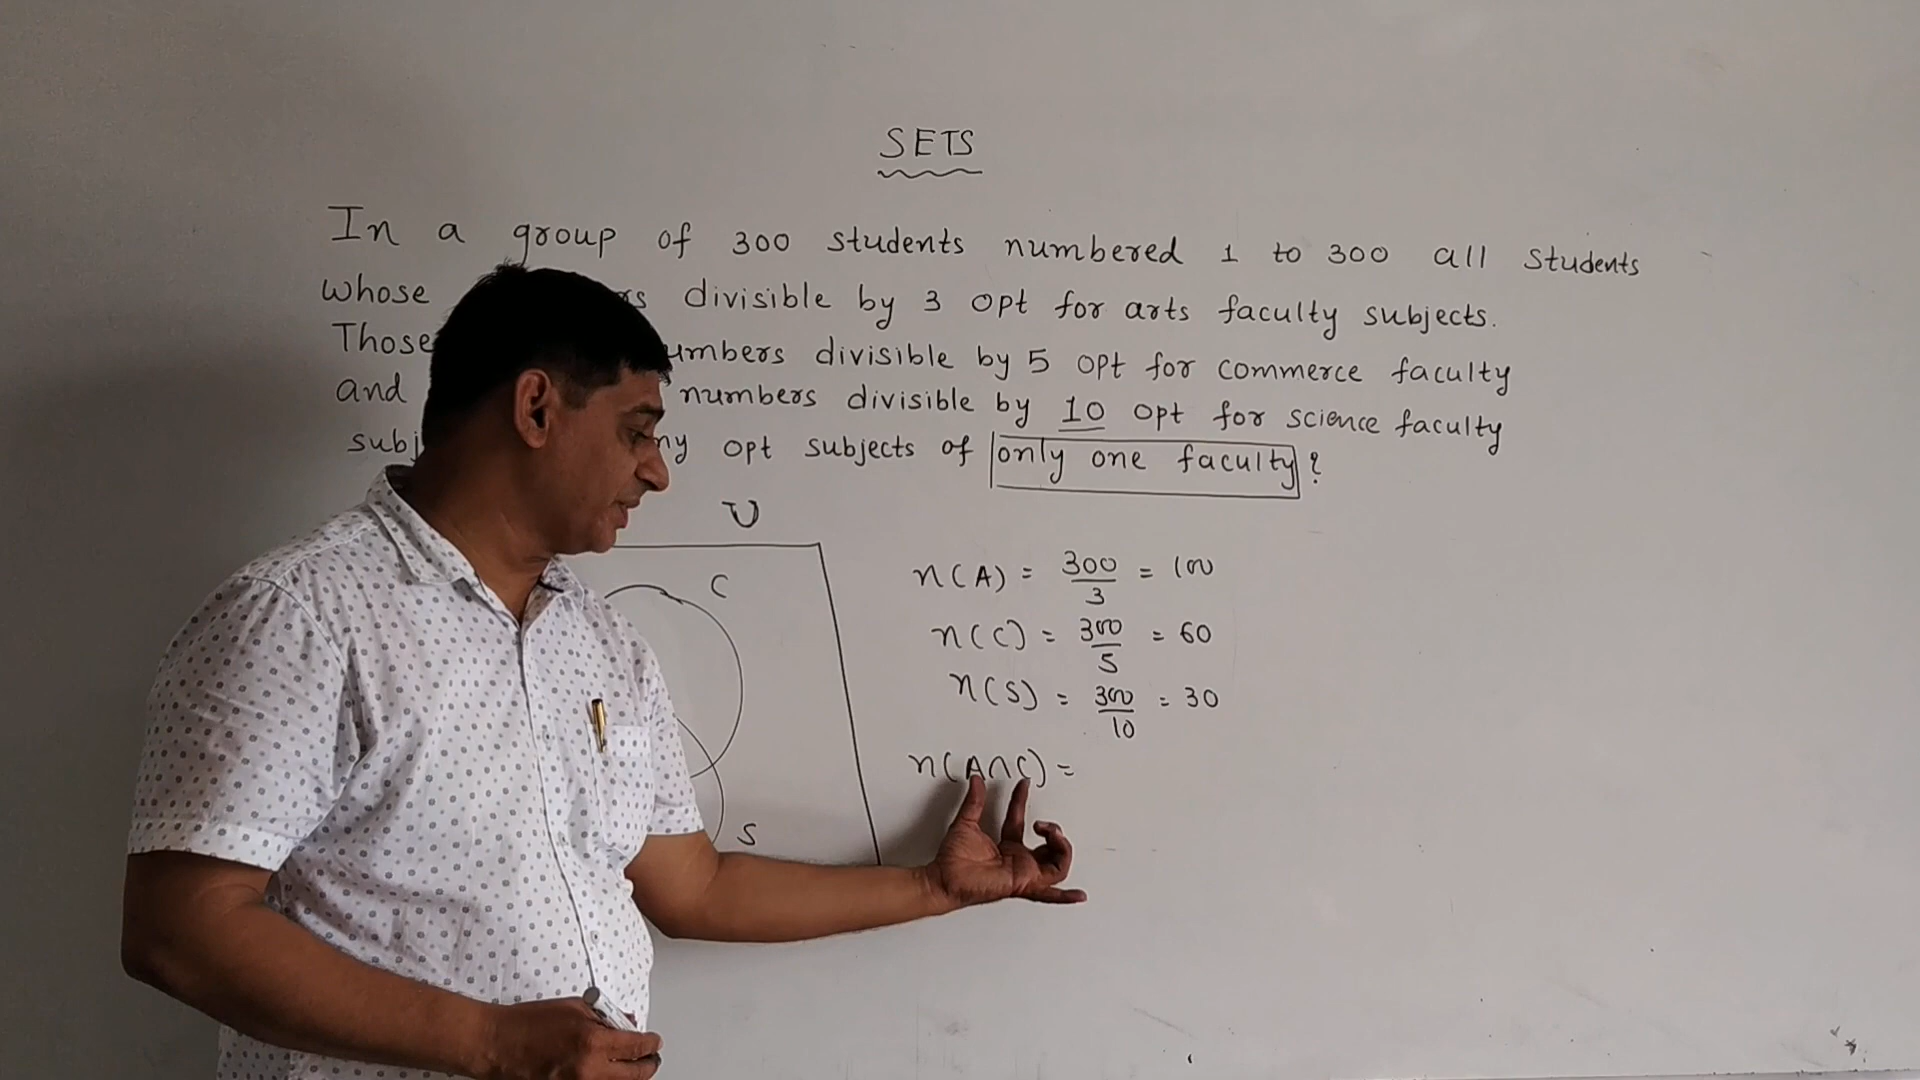 SETS
In a group of 300 students numbered 1 to 300 all students
whose divisible by 3 opt for arts faculty subjects.
Those divisible by 5 opt for commerce faculty
and numbers divisible by 10 opt for science faculty
opt subjects of only one faculty?
U
C
S
n(A) = 300/3 = 100
n(C) = 300/5 = 60
n(S) = 300/10 = 30
n(A∩C) =